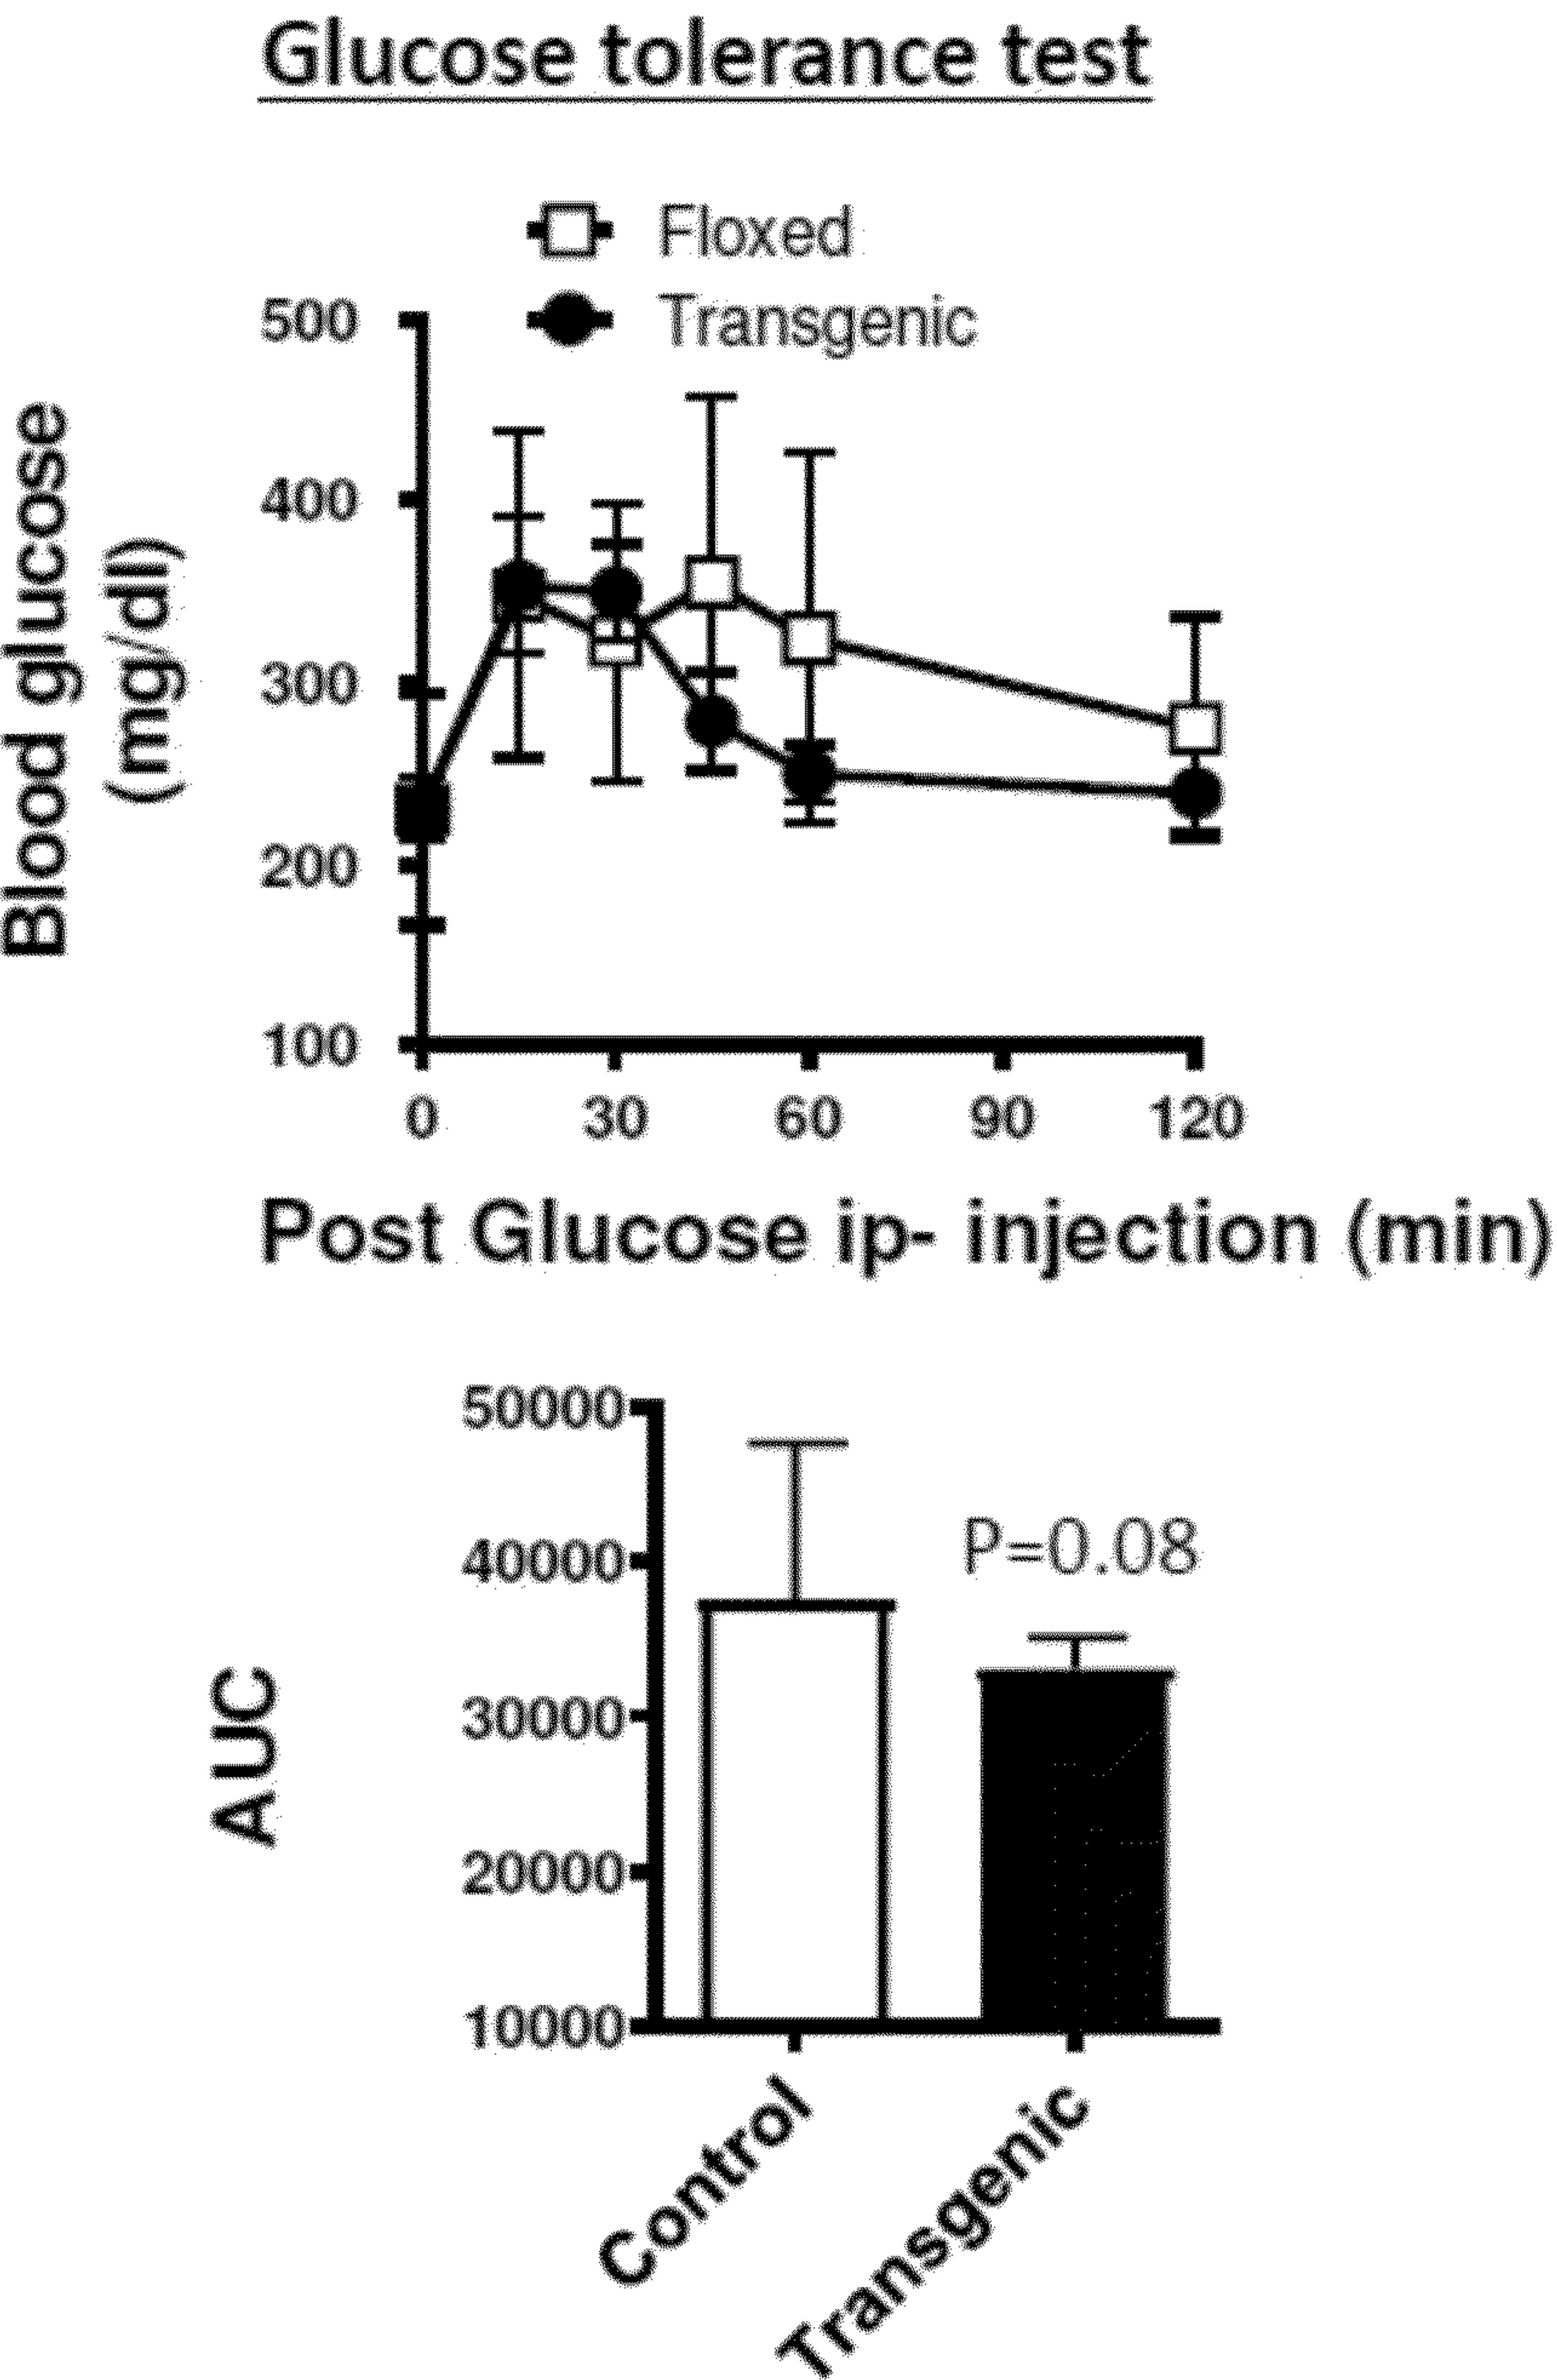 Glucose tolerance test
Floxed
Transgenic
500
400
300
200
100
Blood glucose
(mg/dl)
0 30 60 90 120
Post Glucose ip- injection (min)
50000
40000
30000
20000
10000
AUC
P=0.08
Control
Transgenic